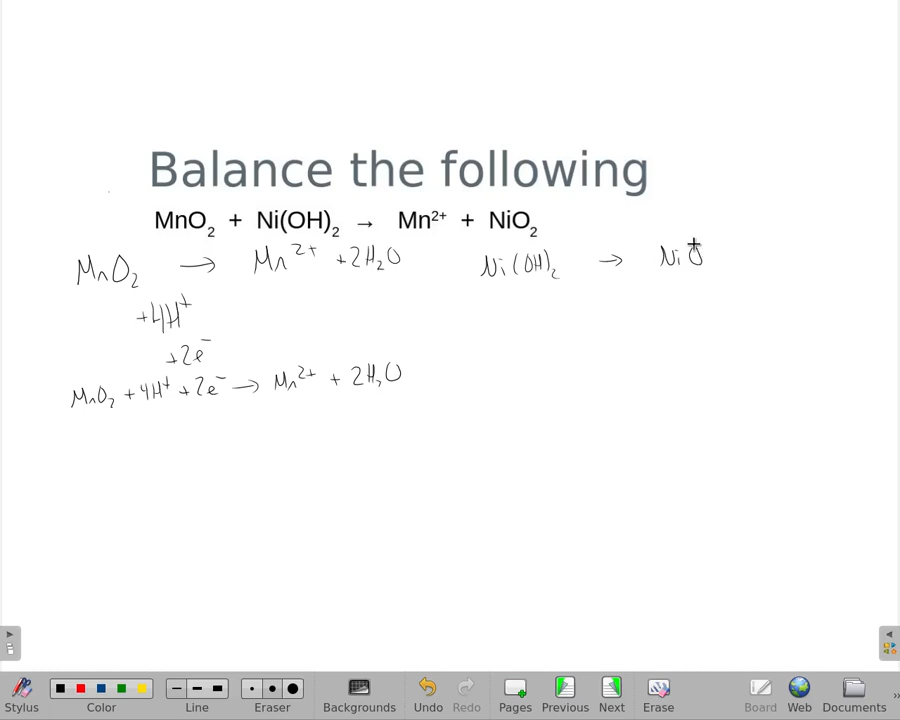 Balance the following
MnO₂ + Ni(OH)₂ → Mn²⁺ + NiO₂
MnO₂ → Mn²⁺ + 2H₂O
Ni(OH)₂ → NiO
+4H⁺
+2e⁻
MnO₂ + 4H⁺ + 2e⁻ → Mn²⁺ + 2H₂O
Stylus
Color
Line
Eraser
Backgrounds
Undo
Redo
Pages
Previous
Next
Erase
Board
Web
Documents
»